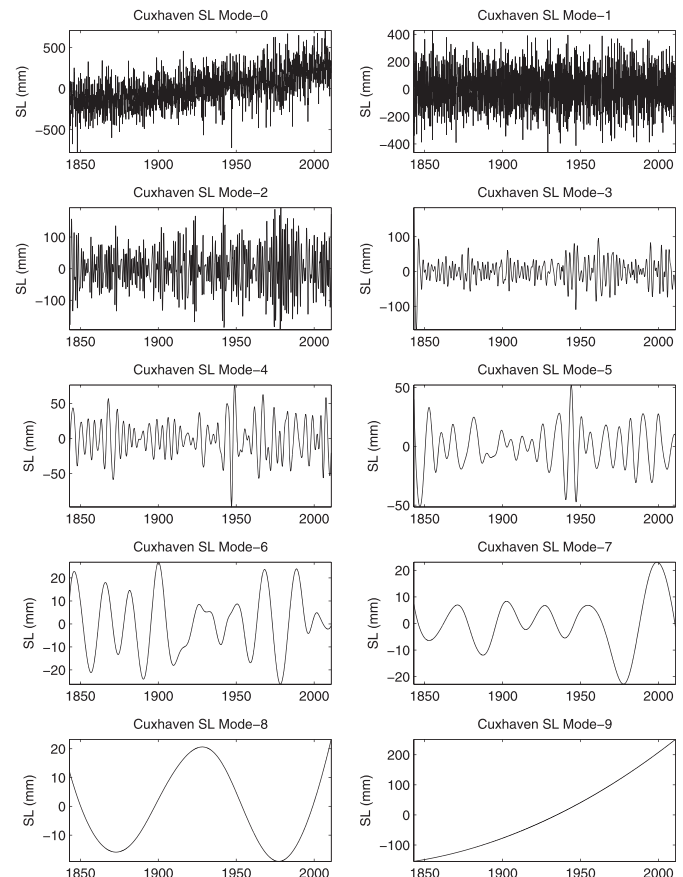 Cuxhaven SL Mode−0
Cuxhaven SL Mode−1
SL (mm)
500
0
−500
1850 1900 1950 2000
SL (mm)
400
200
0
−200
−400
1850 1900 1950 2000
Cuxhaven SL Mode−2
Cuxhaven SL Mode−3
SL (mm)
100
0
−100
1850 1900 1950 2000
SL (mm)
100
0
−100
1850 1900 1950 2000
Cuxhaven SL Mode−4
Cuxhaven SL Mode−5
SL (mm)
50
0
−50
1850 1900 1950 2000
SL (mm)
50
0
−50
1850 1900 1950 2000
Cuxhaven SL Mode−6
Cuxhaven SL Mode−7
SL (mm)
20
10
0
−10
−20
1850 1900 1950 2000
SL (mm)
20
10
0
−10
−20
1850 1900 1950 2000
Cuxhaven SL Mode−8
Cuxhaven SL Mode−9
SL (mm)
20
10
0
−10
1850 1900 1950 2000
SL (mm)
200
100
0
−100
1850 1900 1950 2000